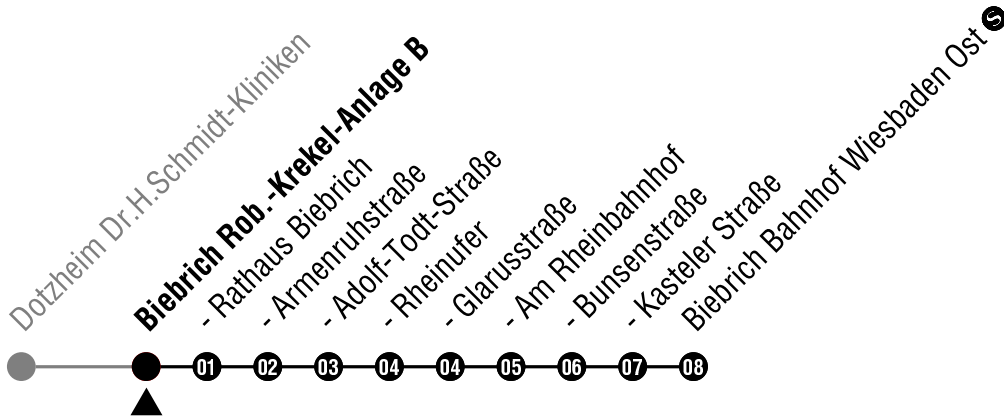 Dotzheim Dr.H.Schmidt-Kliniken
Biebrich Rob.-Krekel-Anlage B
- Rathaus Biebrich
- Armenruhstraße
- Adolf-Todt-Straße
- Rheinufer
- Glarusstraße
- Am Rheinbahnhof
- Bunsenstraße
- Kasteler Straße
Biebrich Bahnhof Wiesbaden Ost S
01 02 03 04 04 05 06 07 08